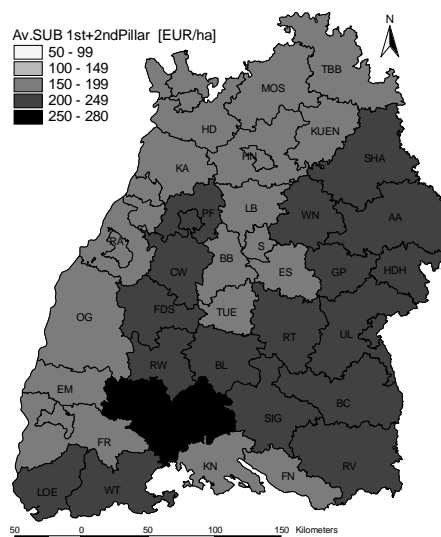 Av.SUB 1st+2ndPillar [EUR/ha]
50 - 99
100 - 149
150 - 199
200 - 249
250 - 280
N
TBB
MOS
HD
KUEN
HN
SHA
KA
PF
LB
WN
AA
RA
S
CW
BB
ES
GP
HDH
FDS
TUE
OG
RT
UL
RW
BL
EM
BC
SIG
FR
KN
FN
RV
LOE
WT
50 0 50 100 150 Kilometers